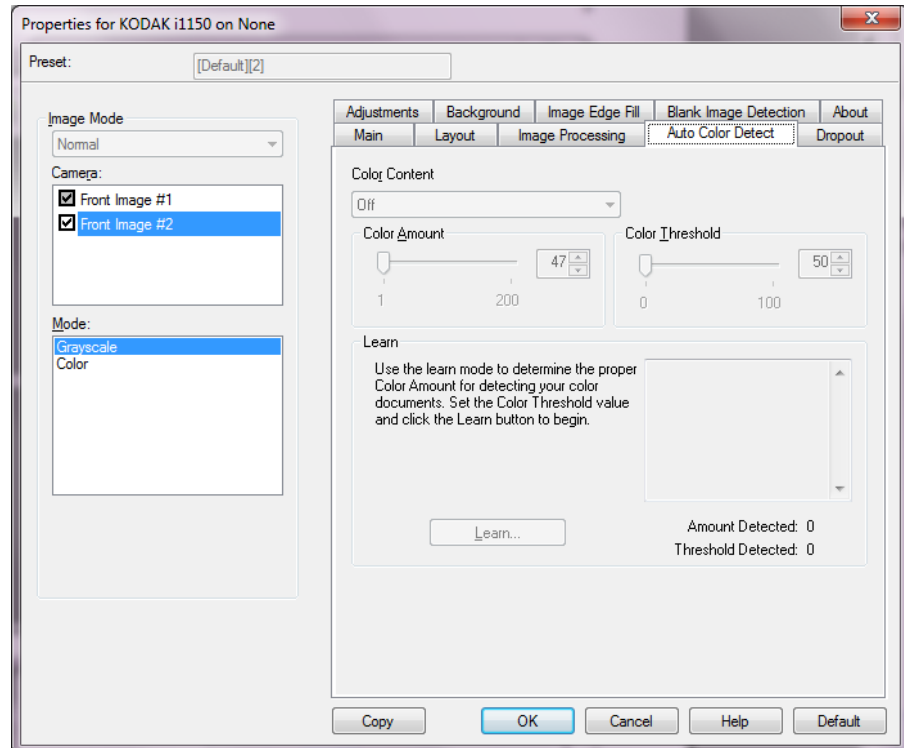 Properties for KODAK i1150 on None
Preset:
[Default][2]
Image Mode
Normal
Camera:
Front Image #1
Front Image #2
Mode:
Grayscale
Color
Adjustments
Background
Image Edge Fill
Blank Image Detection
About
Main
Layout
Image Processing
Auto Color Detect
Dropout
Color Content
Off
Color Amount
47
1
200
Color Threshold
50
0
100
Learn
Use the learn mode to determine the proper
Color Amount for detecting your color
documents. Set the Color Threshold value
and click the Learn button to begin.
Learn...
Amount Detected: 0
Threshold Detected: 0
Copy
OK
Cancel
Help
Default